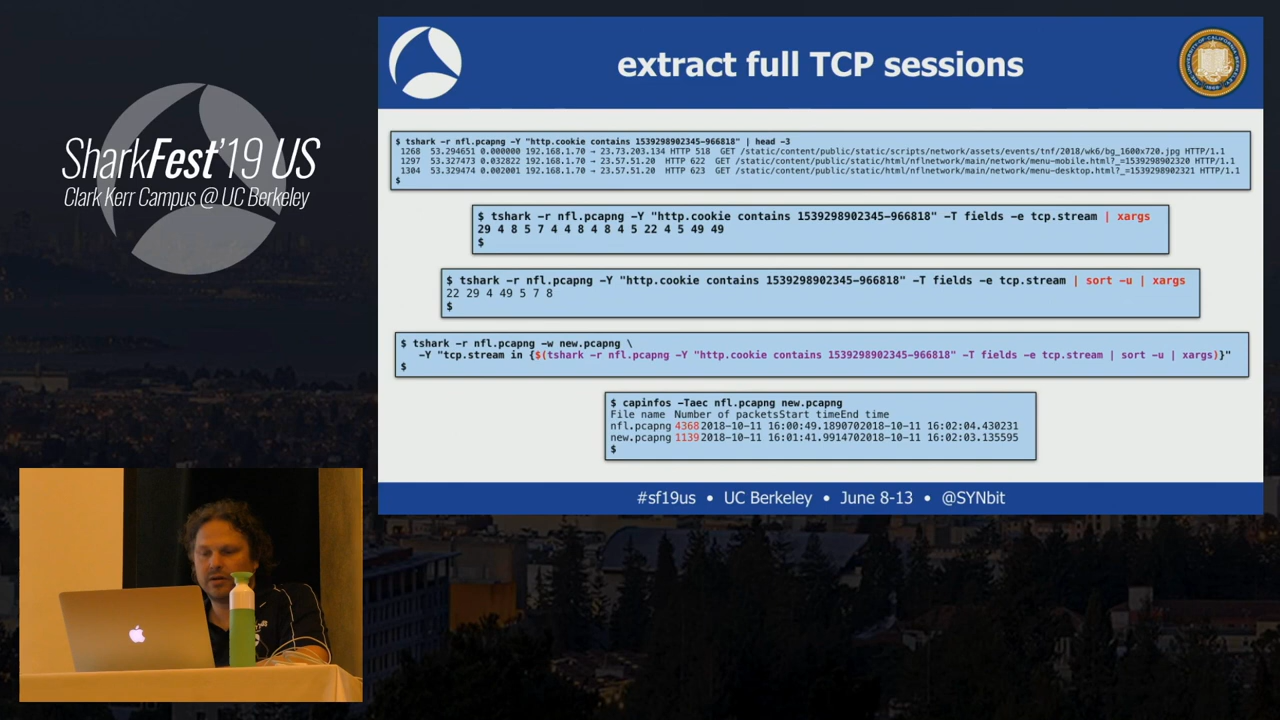 SharkFest'19 US
Clark Kerr Campus @ UC Berkeley
extract full TCP sessions
$ tshark -r nfl.pcapng -Y "http.cookie contains 1539298902345-966818" | head -3
1268 53.294651 0.000000 192.168.1.70 → 23.73.203.134 HTTP 518 GET /static/content/public/static/scripts/network/assets/events/tnf/2018/wk6/bg_1600x720.jpg HTTP/1.1
1297 53.327473 0.032822 192.168.1.70 → 23.57.51.20 HTTP 622 GET /static/content/public/static/html/nflnetwork/main/network/menu-mobile.html?_=1539298902320 HTTP/1.1
1304 53.329474 0.002001 192.168.1.70 → 23.57.51.20 HTTP 623 GET /static/content/public/static/html/nflnetwork/main/network/menu-desktop.html?_=1539298902321 HTTP/1.1
$
$ tshark -r nfl.pcapng -Y "http.cookie contains 1539298902345-966818" -T fields -e tcp.stream | xargs
29 4 8 5 7 4 4 8 4 8 4 5 22 4 5 49 49
$
$ tshark -r nfl.pcapng -Y "http.cookie contains 1539298902345-966818" -T fields -e tcp.stream | sort -u | xargs
22 29 4 49 5 7 8
$
$ tshark -r nfl.pcapng -w new.pcapng \
-Y "tcp.stream in {$(tshark -r nfl.pcapng -Y "http.cookie contains 1539298902345-966818" -T fields -e tcp.stream | sort -u | xargs)}"
$
$ capinfos -Taec nfl.pcapng new.pcapng
File name Number of packetsStart timeEnd time
nfl.pcapng 43682018-10-11 16:00:49.1890702018-10-11 16:02:04.430231
new.pcapng 11392018-10-11 16:01:41.9914702018-10-11 16:02:03.135595
$
#sf19us • UC Berkeley • June 8-13 • @SYNbit